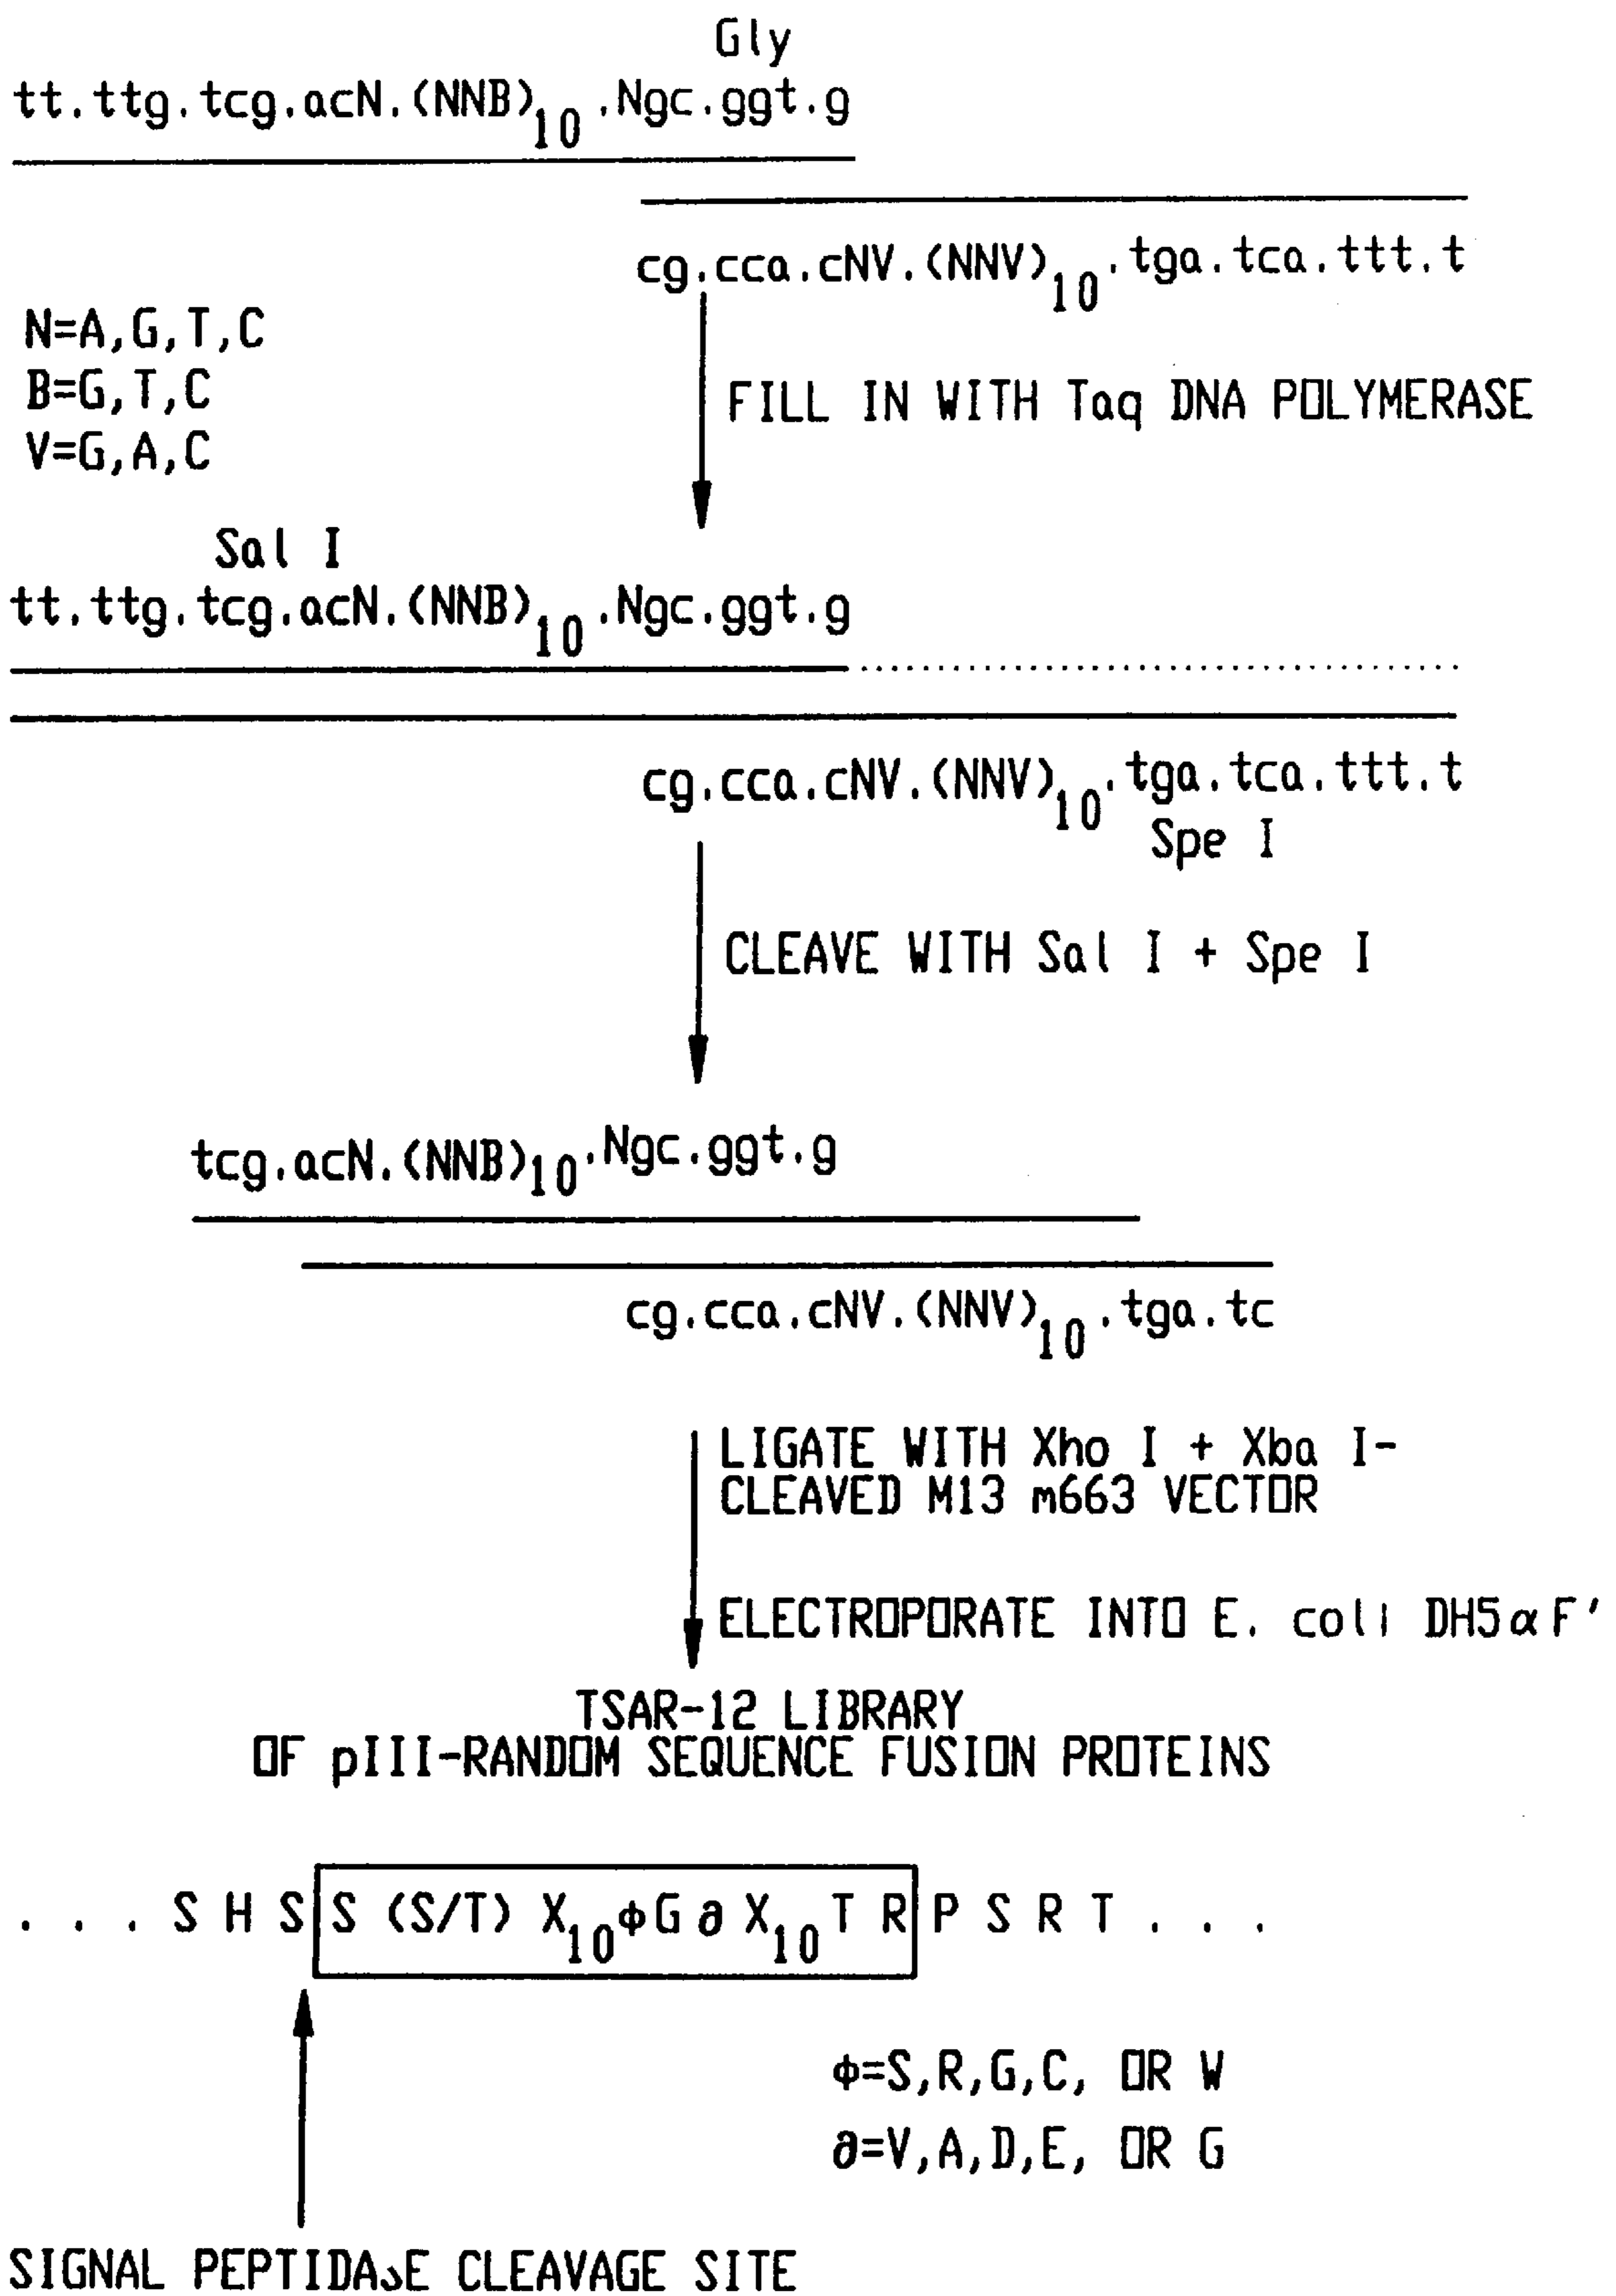 Gly
tt.ttg.tcg.acN.(NNB)10.Ngc.ggt.g
cg.cca.cNV.(NNV)10.tga.tca.ttt.t
N=A,G,T,C
B=G,T,C
V=G,A,C
FILL IN WITH Taq DNA POLYMERASE
Sal I
tt.ttg.tcg.acN.(NNB)10.Ngc.ggt.g
cg.cca.cNV.(NNV)10.tga.tca.ttt.t
Spe I
CLEAVE WITH Sal I + Spe I
tcg.acN.(NNB)10.Ngc.ggt.g
cg.cca.cNV.(NNV)10.tga.tc
LIGATE WITH Xho I + Xba I-
CLEAVED M13 m663 VECTOR
ELECTROPORATE INTO E. coli DH5αF'
TSAR-12 LIBRARY
OF pIII-RANDOM SEQUENCE FUSION PROTEINS
. . . S H S S (S/T) X10 φ G ∂ X10 T R P S R T . . .
φ=S,R,G,C, OR W
∂=V,A,D,E, OR G
SIGNAL PEPTIDASE CLEAVAGE SITE